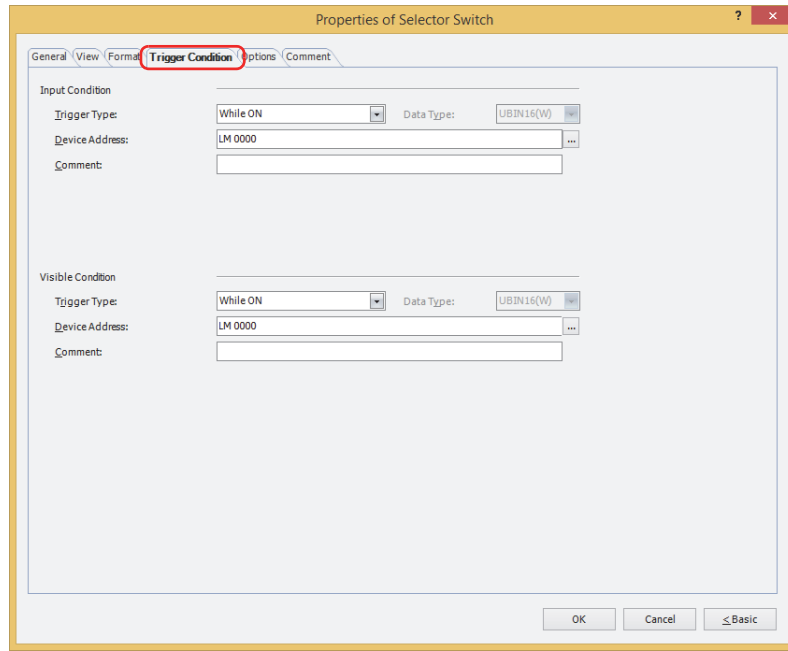 Properties of Selector Switch ? ×
General View Format Trigger Condition Options Comment
Input Condition
Trigger Type: While ON Data Type: UBIN16(W)
Device Address: LM 0000 ...
Comment:
Visible Condition
Trigger Type: While ON Data Type: UBIN16(W)
Device Address: LM 0000 ...
Comment:
OK Cancel < Basic